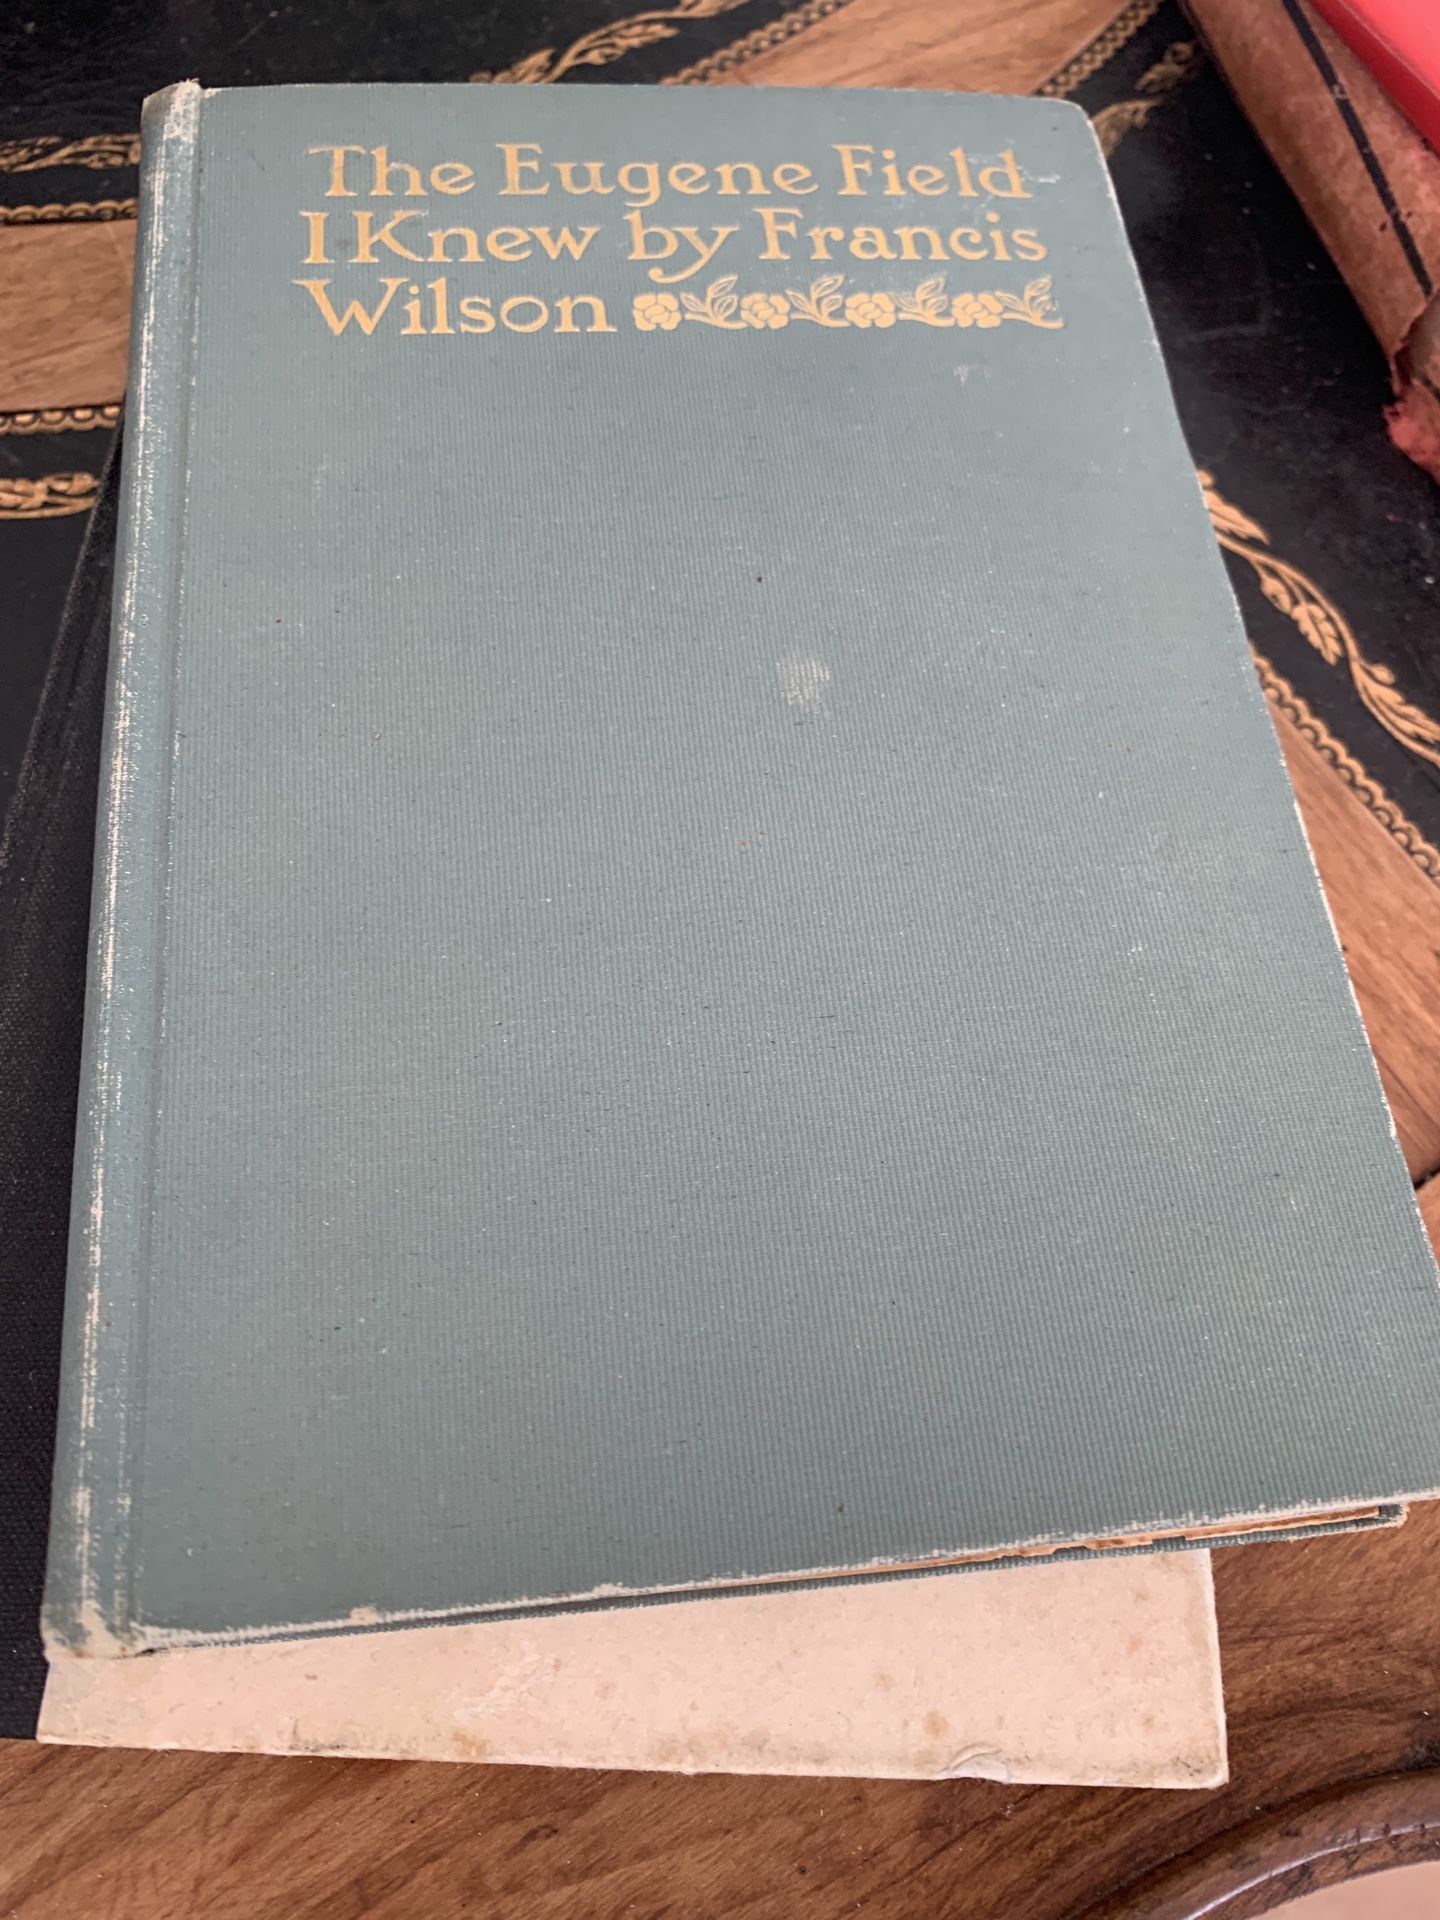 The Eugene Field
I Knew by Francis
Wilson